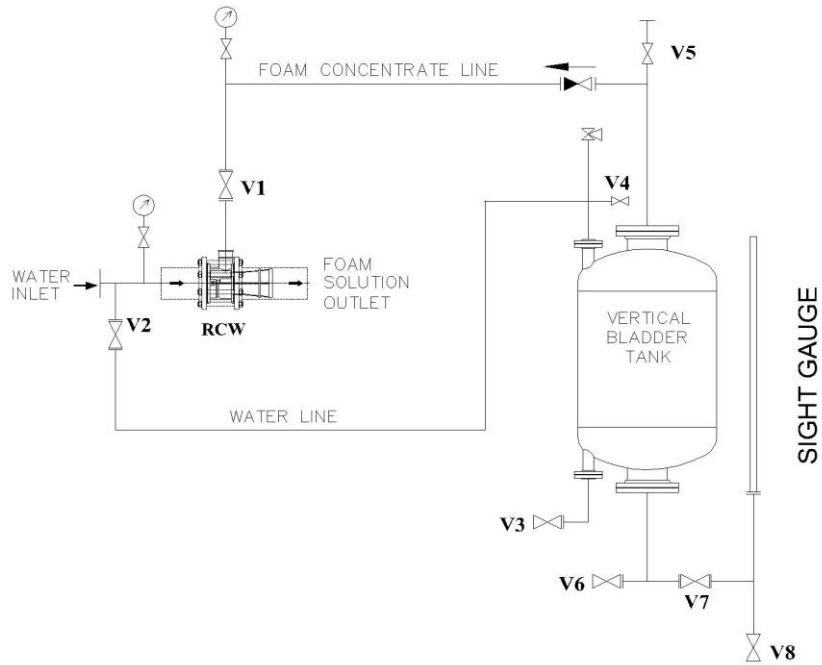 V5
FOAM CONCENTRATE LINE
V1
V4
WATER
INLET
FOAM
SOLUTION
OUTLET
V2
RCW
VERTICAL
BLADDER
TANK
SIGHT GAUGE
WATER LINE
V3
V6
V7
V8